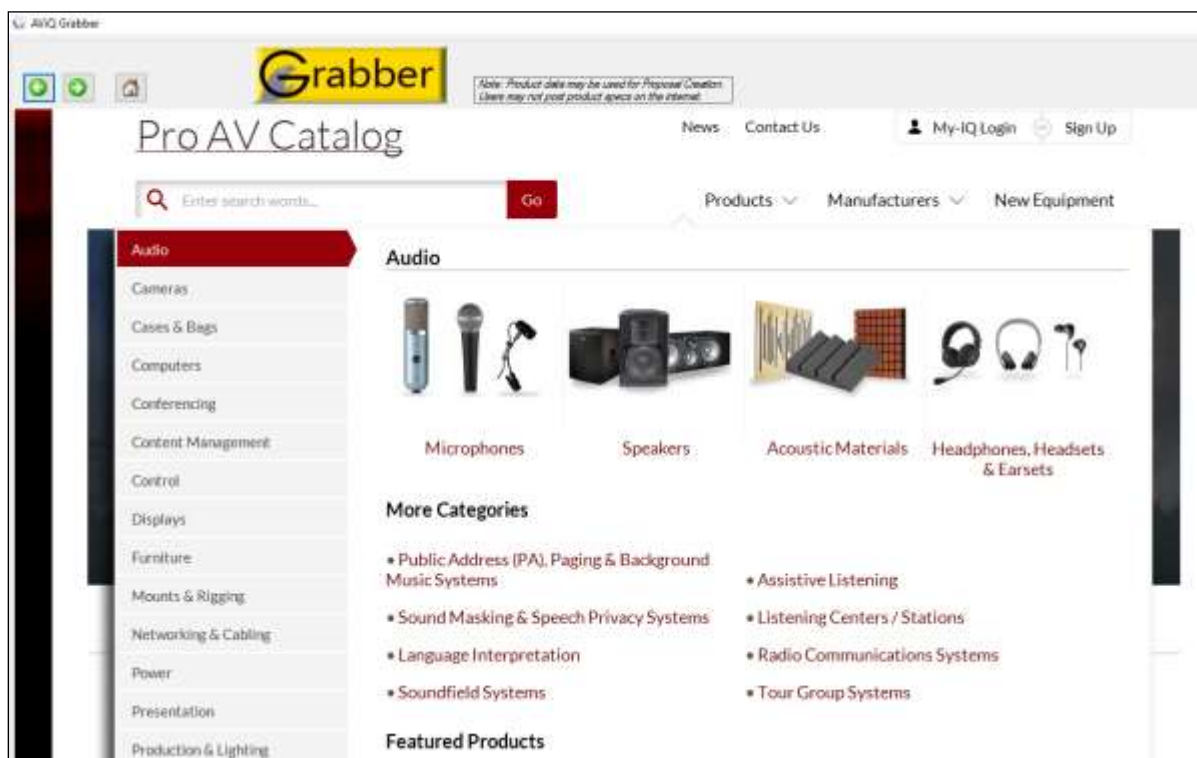 AViQ Grabber
Grabber
Note: Product data may be used for Proposal Creation.
Users may not post product specs on the internet.
Pro AV Catalog
News Contact Us My-iQ Login Sign Up
Enter search words... Go Products Manufacturers New Equipment
Audio
Cameras
Cases & Bags
Computers
Conferencing
Content Management
Control
Displays
Furniture
Mounts & Rigging
Networking & Cabling
Power
Presentation
Production & Lighting
Audio
Microphones Speakers Acoustic Materials Headphones, Headsets
& Earsets
More Categories
• Public Address (PA), Paging & Background
Music Systems
• Assistive Listening
• Sound Masking & Speech Privacy Systems
• Listening Centers / Stations
• Language Interpretation
• Radio Communications Systems
• Soundfield Systems
• Tour Group Systems
Featured Products